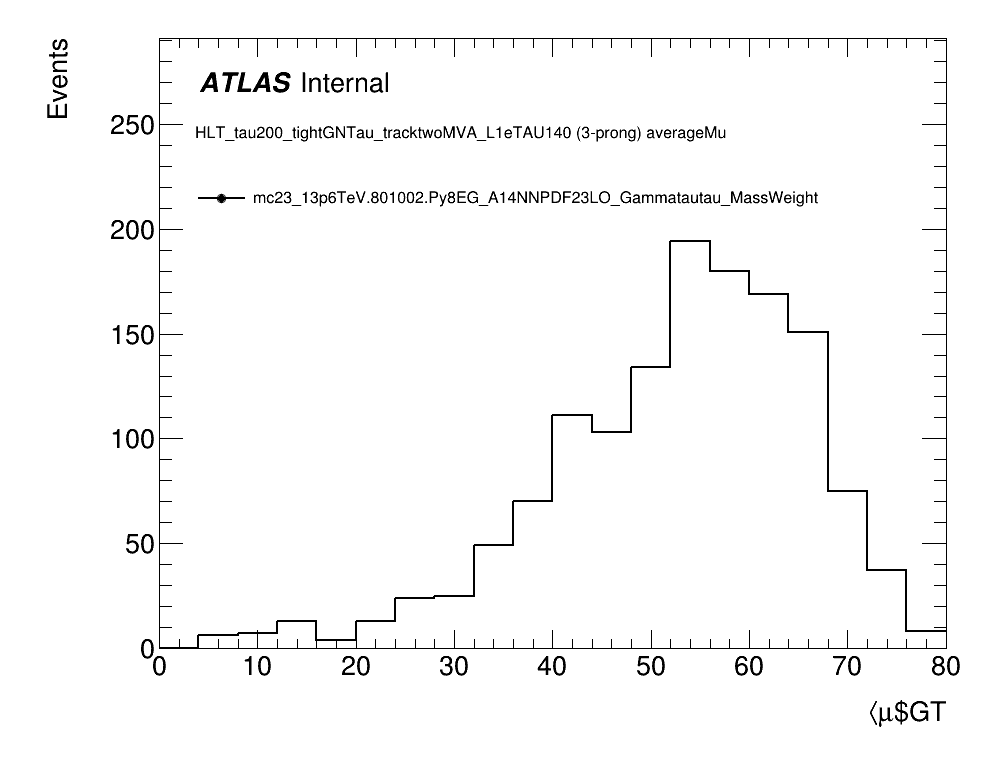 Events
ATLAS Internal
HLT_tau200_tightGNTau_tracktwoMVA_L1eTAU140 (3-prong) averageMu
mc23_13p6TeV.801002.Py8EG_A14NNPDF23LO_Gammatautau_MassWeight
250
200
150
100
50
0
0 10 20 30 40 50 60 70 80
⟨μ$GT